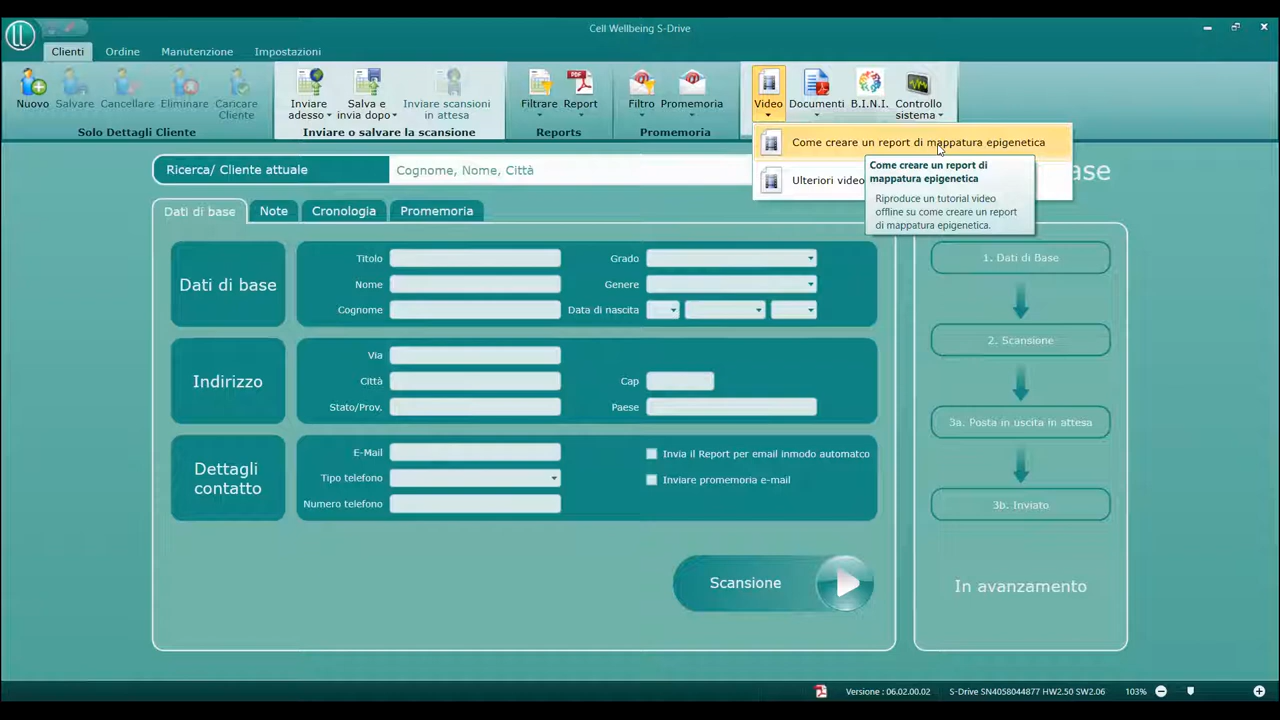 Cell Wellbeing S-Drive
Clienti
Ordine
Manutenzione
Impostazioni
Nuovo
Salvare
Cancellare
Eliminare
Caricare Cliente
Solo Dettagli Cliente
Inviare adesso
Salva e invia dopo
Inviare scansioni in attesa
Inviare o salvare la scansione
Filtrare
Report
Reports
Filtro
Promemoria
Promemoria
Video
Documenti
B.I.N.I.
Controllo sistema
Come creare un report di mappatura epigenetica
Ulteriori video
Come creare un report di
mappatura epigenetica
Riproduce un tutorial video
offline su come creare un report
di mappatura epigenetica.
Ricerca/ Cliente attuale
Cognome, Nome, Città
Dati di base
Note
Cronologia
Promemoria
Dati di base
Titolo
Nome
Cognome
Grado
Genere
Data di nascita
Indirizzo
Via
Città
Stato/Prov.
Cap
Paese
Dettagli
contatto
E-Mail
Tipo telefono
Numero telefono
Invia il Report per email inmodo automatco
Inviare promemoria e-mail
Scansione
1. Dati di Base
2. Scansione
3a. Posta in uscita in attesa
3b. Inviato
In avanzamento
Versione : 06.02.00.02
S-Drive SN4058044877 HW2.50 SW2.06
103%